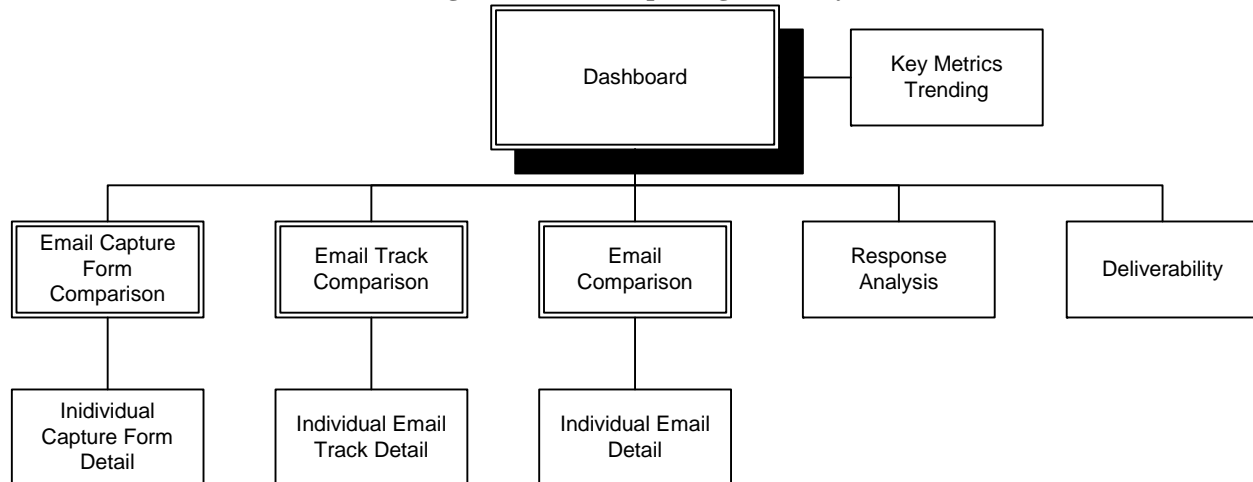 Dashboard
Key Metrics
Trending
Email Capture
Form
Comparison
Email Track
Comparison
Email
Comparison
Response
Analysis
Deliverability
Inidividual
Capture Form
Detail
Individual Email
Track Detail
Individual Email
Detail